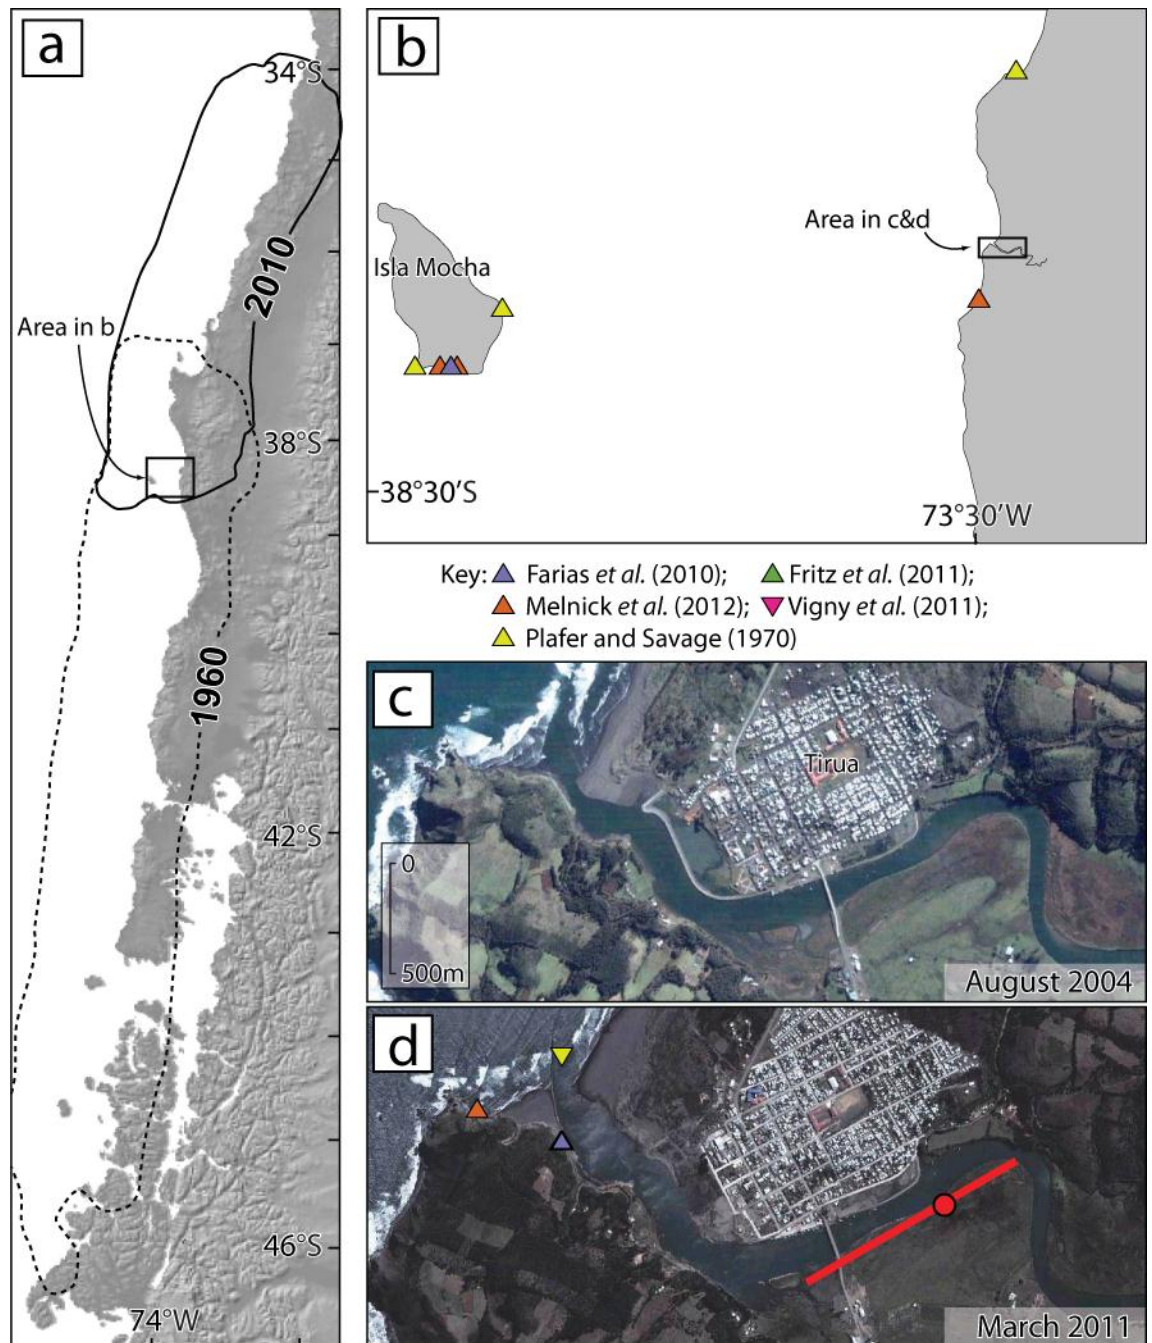 a
34°S
2010
Area in b
38°S
1960
42°S
46°S
74°W
b
Area in c&d
Isla Mocha
38°30'S
73°30'W
Key: Farias et al. (2010); Fritz et al. (2011);
Melnick et al. (2012); Vigny et al. (2011);
Plafer and Savage (1970)
c
Tirua
0
500m
August 2004
d
March 2011